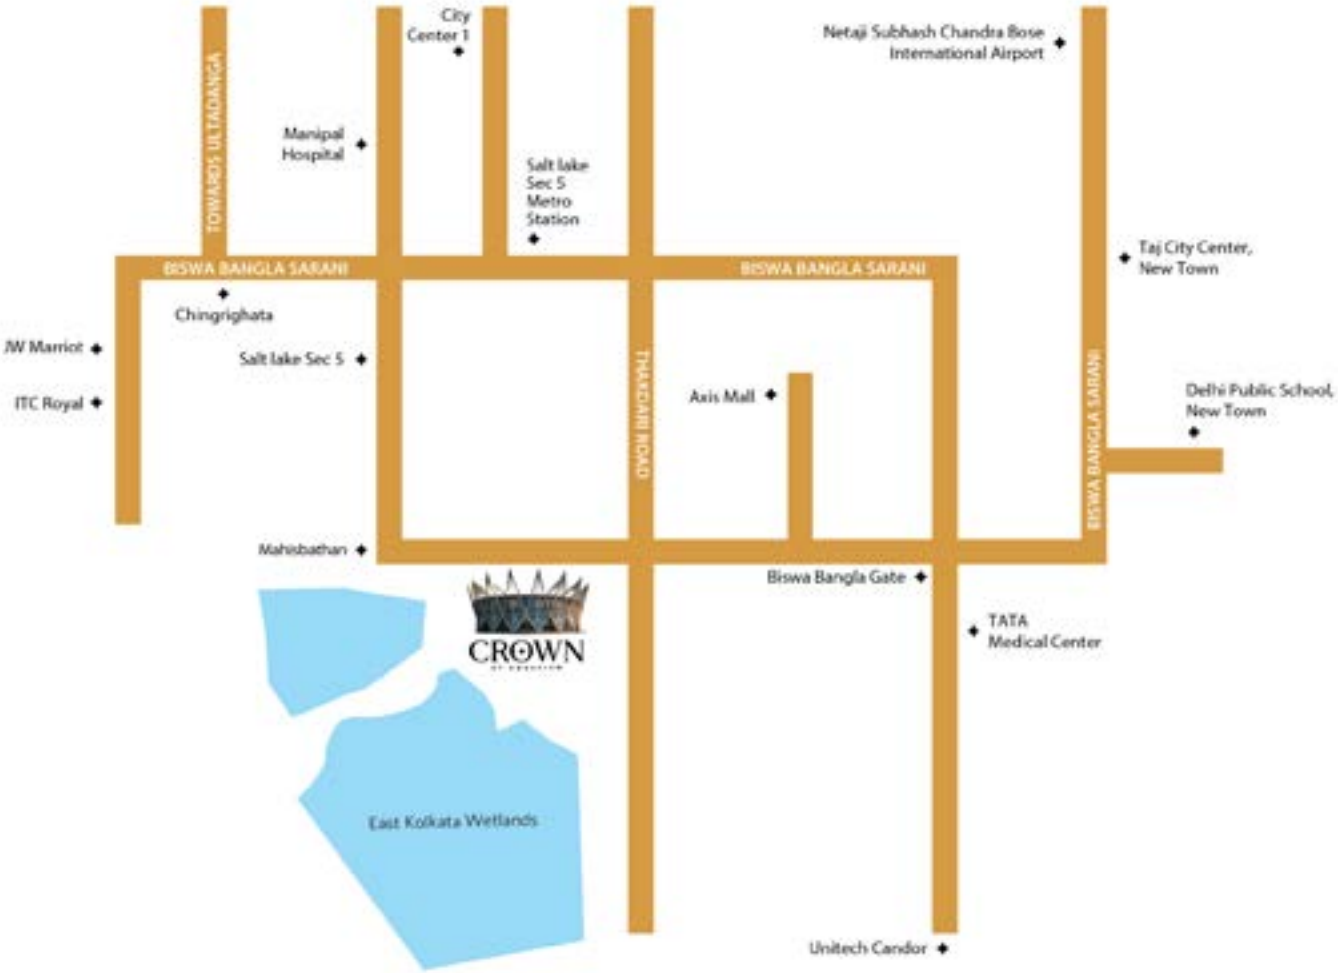 City
Center 1
Netaji Subhash Chandra Bose
International Airport
TOWARDS ULTADANGA
Manipal
Hospital
Salt lake
Sec 5
Metro
Station
Taj City Center,
New Town
BISWA BANGLA SARANI
BISWA BANGLA SARANI
Chingrighata
JW Marriot
Salt lake Sec 5
ITC Royal
Axis Mall
THAKDARI ROAD
BISWA BANGLA SARANI
Delhi Public School,
New Town
Mahisbathan
Biswa Bangla Gate
TATA
Medical Center
CROWN
East Kolkata Wetlands
Unitech Candor